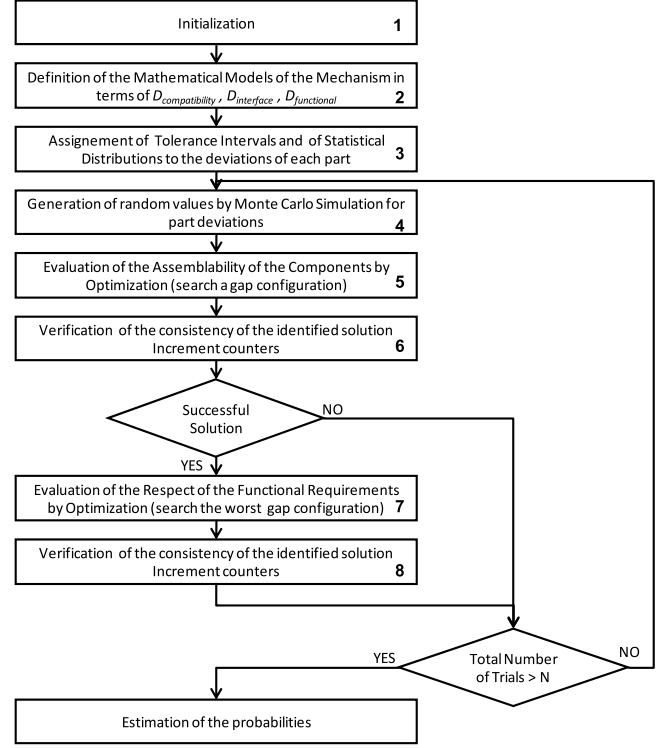 Initialization
1
Definition of the Mathematical Models of the Mechanism in
terms of Dcompatibility , Dinterface , Dfunctional
2
Assignement of Tolerance Intervals and of Statistical
Distributions to the deviations of each part
3
Generation of random values by Monte Carlo Simulation for
part deviations
4
Evaluation of the Assemblability of the Components by
Optimization (search a gap configuration)
5
Verification of the consistency of the identified solution
Increment counters
6
Successful
Solution
NO
YES
Evaluation of the Respect of the Functional Requirements
by Optimization (search the worst gap configuration)
7
Verification of the consistency of the identified solution
Increment counters
8
Total Number
of Trials > N
YES
NO
Estimation of the probabilities